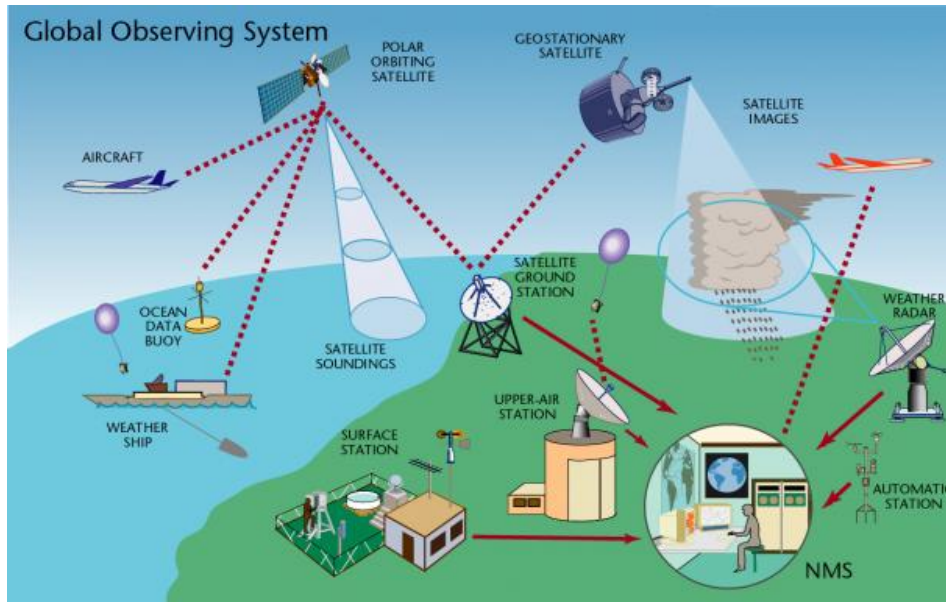 Global Observing System
POLAR
ORBITING
SATELLITE
GEOSTATIONARY
SATELLITE
SATELLITE
IMAGES
AIRCRAFT
SATELLITE
GROUND
STATION
OCEAN
DATA
BUOY
SATELLITE
SOUNDINGS
WEATHER
RADAR
WEATHER
SHIP
UPPER-AIR
STATION
SURFACE
STATION
AUTOMATIC
STATION
NMS